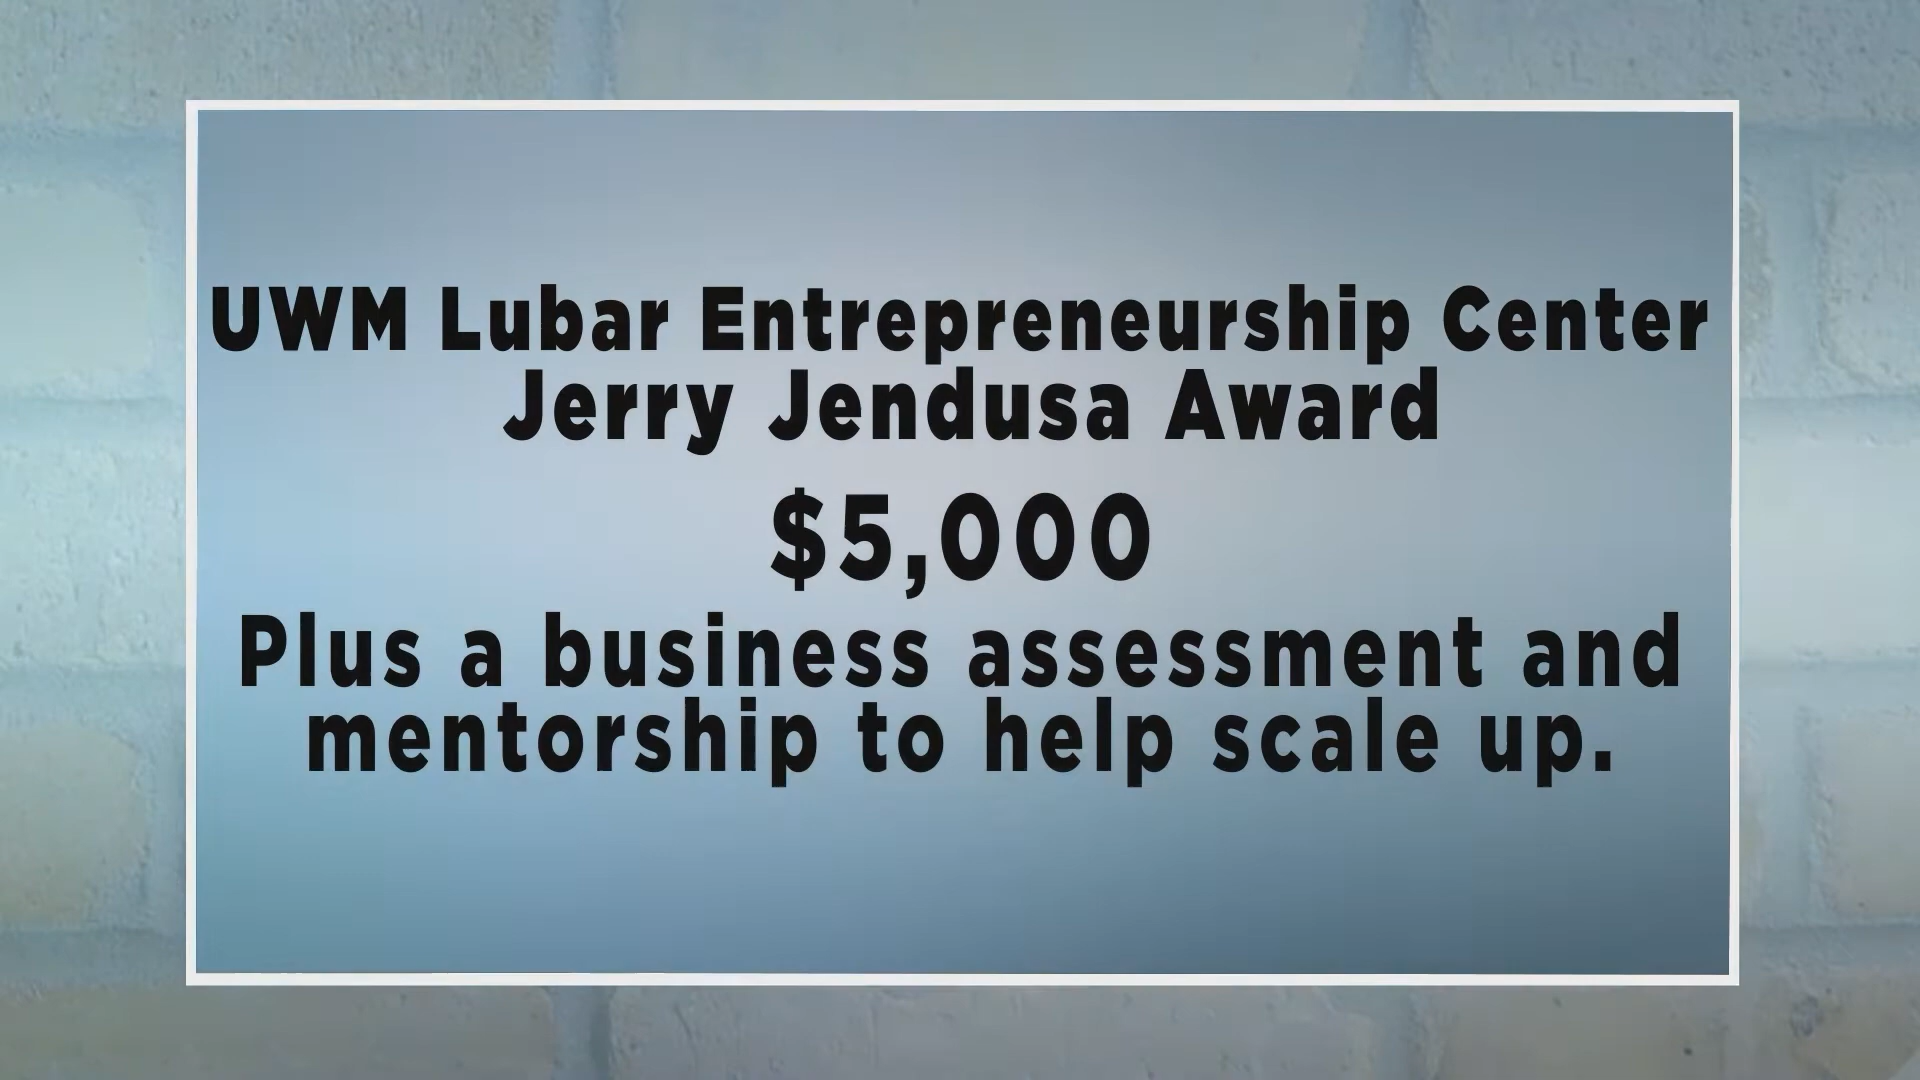 UWM Lubar Entrepreneurship Center
Jerry Jendusa Award
$5,000
Plus a business assessment and
mentorship to help scale up.